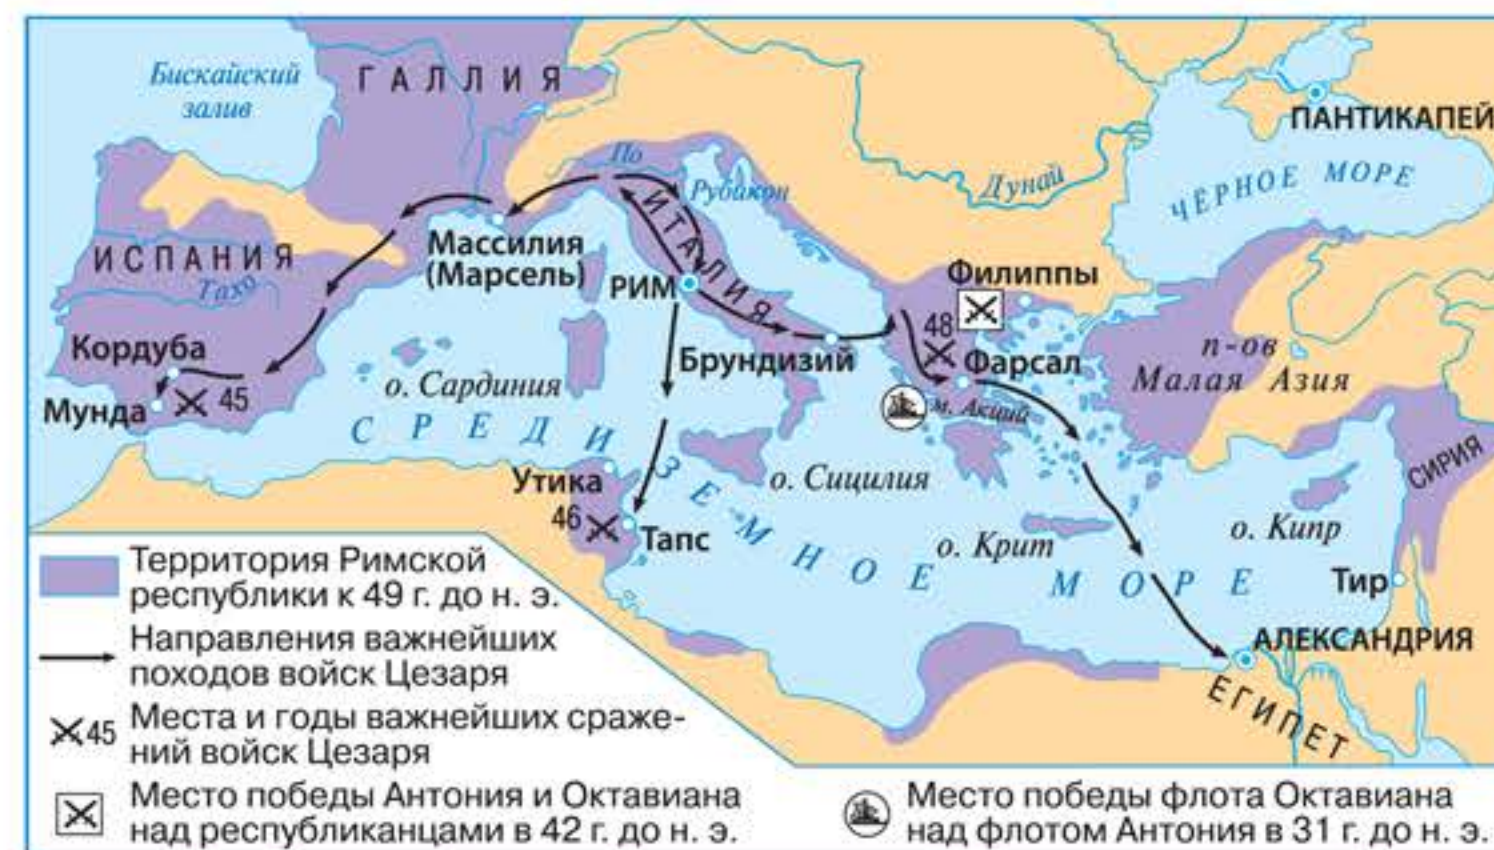 Бискайский
залив
ГАЛЛИЯ
ПАНТИКАПЕЙ
ЧЁРНОЕ МОРЕ
Дунай
По
Рубикон
ИТАЛИЯ
ИСПАНИЯ
Тахо
Массилия
(Марсель)
РИМ
Филиппы
48
Фарсал
Брундизий
п-ов
Малая Азия
Кордуба
45
Мунда
о. Сардиния
м. Акций
СРЕДИЗЕМНОЕ МОРЕ
Утика
46
Тапс
о. Сицилия
о. Крит
о. Кипр
СИРИЯ
Тир
АЛЕКСАНДРИЯ
ЕГИПЕТ
Территория Римской
республики к 49 г. до н. э.
Направления важнейших
походов войск Цезаря
45 Места и годы важнейших сраже-
ний войск Цезаря
Место победы Антония и Октавиана
над республиканцами в 42 г. до н. э.
Место победы флота Октавиана
над флотом Антония в 31 г. до н. э.